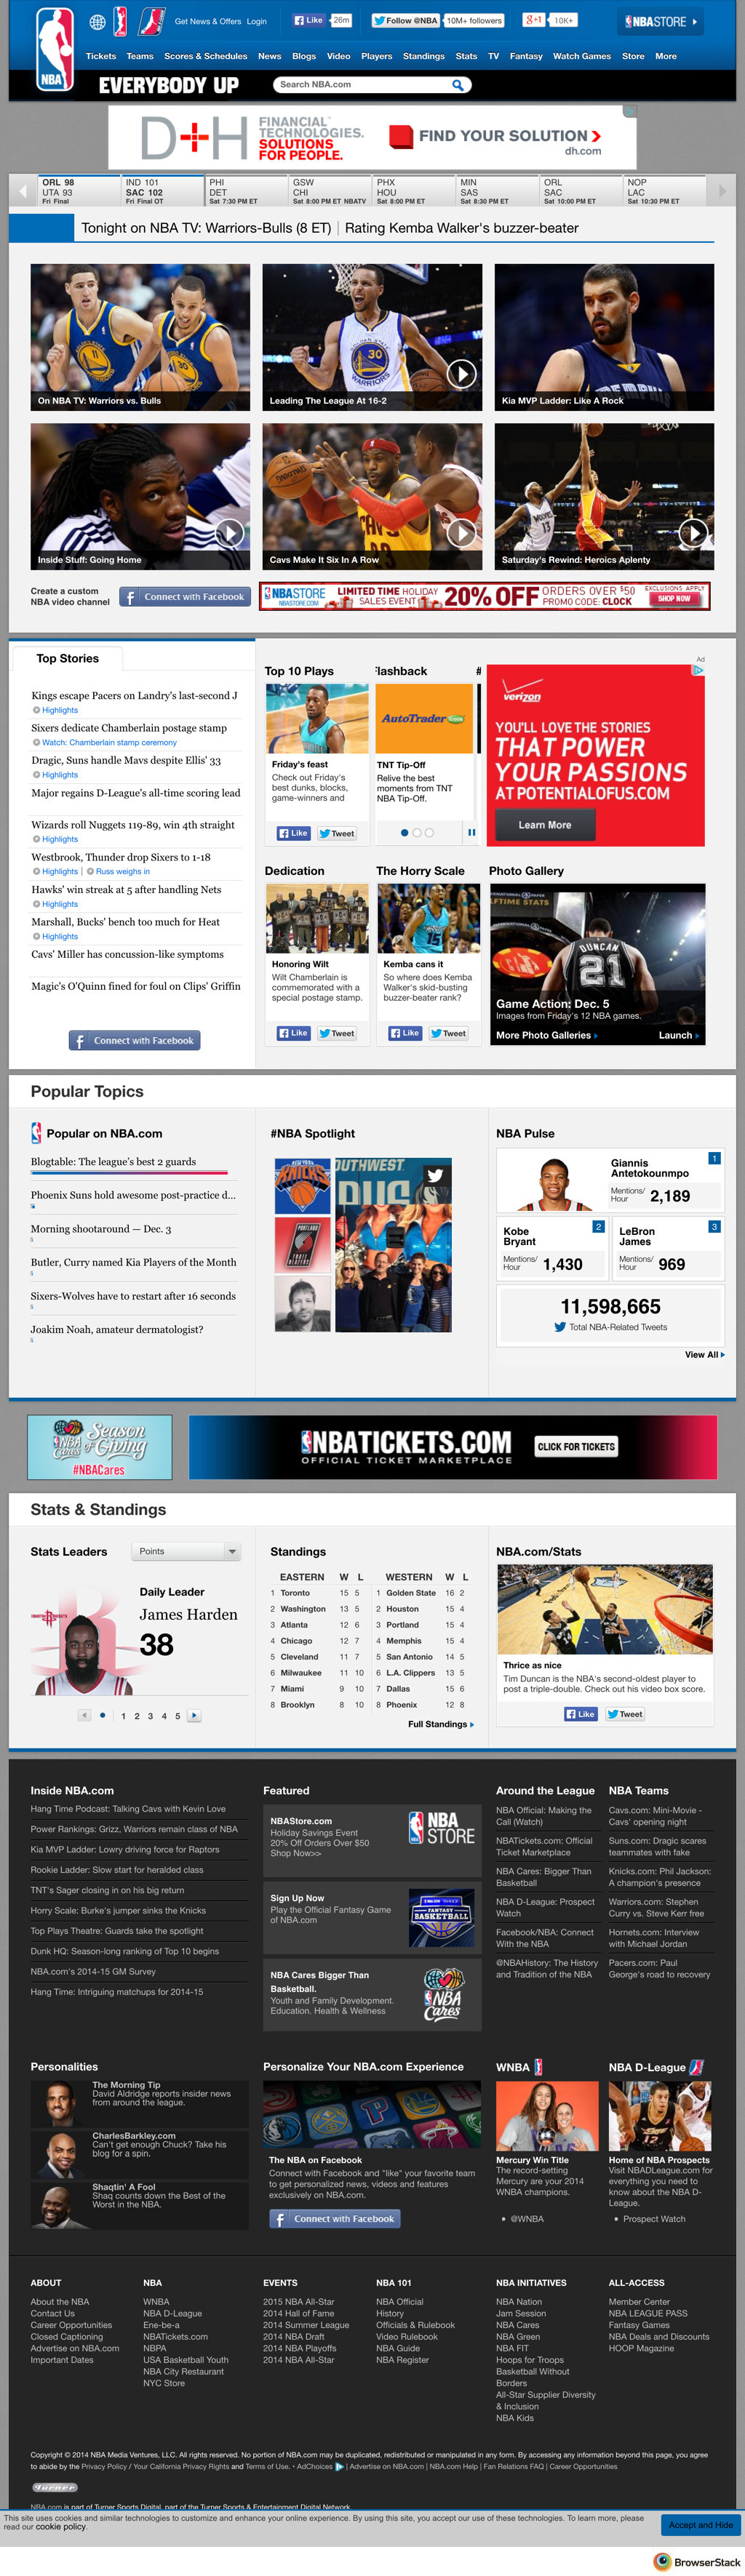 Get News & Offers Login
Like 26m
Follow @NBA 10M+ followers
+1 10K+
NBASTORE
NBA
Tickets Teams Scores & Schedules News Blogs Video Players Standings Stats TV Fantasy Watch Games Store More
EVERYBODY UP
Search NBA.com
D+H FINANCIAL TECHNOLOGIES. SOLUTIONS FOR PEOPLE.
FIND YOUR SOLUTION
dh.com
ORL 98
UTA 93
Fri Final
IND 101
SAC 102
Fri Final OT
PHI
DET
Sat 7:30 PM ET
GSW
CHI
Sat 8:00 PM ET NBATV
PHX
HOU
Sat 8:00 PM ET
MIN
SAS
Sat 8:30 PM ET
ORL
SAC
Sat 10:00 PM ET
NOP
LAC
Sat 10:30 PM ET
Tonight on NBA TV: Warriors-Bulls (8 ET) | Rating Kemba Walker's buzzer-beater
On NBA TV: Warriors vs. Bulls
Leading The League At 16-2
Kia MVP Ladder: Like A Rock
Inside Stuff: Going Home
Cavs Make It Six In A Row
Saturday's Rewind: Heroics Aplenty
Create a custom
NBA video channel
Connect with Facebook
NBASTORE
NBASTORE.COM
LIMITED TIME HOLIDAY
SALES EVENT
20% OFF
ORDERS OVER $50
PROMO CODE: CLOCK
EXCLUSIONS APPLY
SHOP NOW
Top Stories
Kings escape Pacers on Landry's last-second J
Highlights
Sixers dedicate Chamberlain postage stamp
Watch: Chamberlain stamp ceremony
Dragic, Suns handle Mavs despite Ellis' 33
Highlights
Major regains D-League's all-time scoring lead
Wizards roll Nuggets 119-89, win 4th straight
Highlights
Westbrook, Thunder drop Sixers to 1-18
Highlights | Russ weighs in
Hawks' win streak at 5 after handling Nets
Highlights
Marshall, Bucks' bench too much for Heat
Highlights
Cavs' Miller has concussion-like symptoms
Magic's O'Quinn fined for foul on Clips' Griffin
Connect with Facebook
Top 10 Plays
Friday's feast
Check out Friday's
best dunks, blocks,
game-winners and
Like Tweet
lashback
#
AutoTrader
TNT Tip-Off
Relive the best
moments from TNT
NBA Tip-Off.
Ad
verizon
YOU'LL LOVE THE STORIES
THAT POWER
YOUR PASSIONS
AT POTENTIALOFUS.COM
Learn More
Dedication
Honoring Wilt
Wilt Chamberlain is
commemorated with a
special postage stamp.
Like Tweet
The Horry Scale
15
Kemba cans it
So where does Kemba
Walker's skid-busting
buzzer-beater rank?
Like Tweet
Photo Gallery
DUNCAN
21
Game Action: Dec. 5
Images from Friday's 12 NBA games.
More Photo Galleries
Launch
Popular Topics
Popular on NBA.com
Blogtable: The league's best 2 guards
Phoenix Suns hold awesome post-practice d...
Morning shootaround — Dec. 3
Butler, Curry named Kia Players of the Month
Sixers-Wolves have to restart after 16 seconds
Joakim Noah, amateur dermatologist?
#NBA Spotlight
NBA Pulse
1
Giannis
Antetokounmpo
Mentions/
Hour 2,189
2
Kobe
Bryant
Mentions/
Hour 1,430
3
LeBron
James
Mentions/
Hour 969
11,598,665
Total NBA-Related Tweets
View All
NBA Cares
Season of Giving
#NBACares
NBATICKETS.COM
OFFICIAL TICKET MARKETPLACE
CLICK FOR TICKETS
Stats & Standings
Stats Leaders
Points
Daily Leader
James Harden
38
1 2 3 4 5
Standings
EASTERN W L WESTERN W L
1 Toronto 15 5 1 Golden State 16 2
2 Washington 13 5 2 Houston 15 4
3 Atlanta 12 6 3 Portland 15 4
4 Chicago 12 7 4 Memphis 15 4
5 Cleveland 11 7 5 San Antonio 14 5
6 Milwaukee 11 10 6 L.A. Clippers 13 5
7 Miami 9 10 7 Dallas 15 6
8 Brooklyn 8 10 8 Phoenix 12 8
Full Standings
NBA.com/Stats
Thrice as nice
Tim Duncan is the NBA's second-oldest player to
post a triple-double. Check out his video box score.
Like Tweet
Inside NBA.com
Hang Time Podcast: Talking Cavs with Kevin Love
Power Rankings: Grizz, Warriors remain class of NBA
Kia MVP Ladder: Lowry driving force for Raptors
Rookie Ladder: Slow start for heralded class
TNT's Sager closing in on his big return
Horry Scale: Burke's jumper sinks the Knicks
Top Plays Theatre: Guards take the spotlight
Dunk HQ: Season-long ranking of Top 10 begins
NBA.com's 2014-15 GM Survey
Hang Time: Intriguing matchups for 2014-15
Featured
NBAStore.com
Holiday Savings Event
20% Off Orders Over $50
Shop Now>>
NBA STORE
Sign Up Now
Play the Official Fantasy Game
of NBA.com
FANTASY BASKETBALL
NBA Cares Bigger Than
Basketball.
Youth and Family Development.
Education. Health & Wellness
NBA Cares
Around the League
NBA Official: Making the
Call (Watch)
NBATickets.com: Official
Ticket Marketplace
NBA Cares: Bigger Than
Basketball
NBA D-League: Prospect
Watch
Facebook/NBA: Connect
With the NBA
@NBAHistory: The History
and Tradition of the NBA
NBA Teams
Cavs.com: Mini-Movie -
Cavs' opening night
Suns.com: Dragic scares
teammates with fake
Knicks.com: Phil Jackson:
A champion's presence
Warriors.com: Stephen
Curry vs. Steve Kerr free
Hornets.com: Interview
with Michael Jordan
Pacers.com: Paul
George's road to recovery
Personalities
The Morning Tip
David Aldridge reports insider news
from around the league.
CharlesBarkley.com
Can't get enough Chuck? Take his
blog for a spin.
Shaqtin' A Fool
Shaq counts down the Best of the
Worst in the NBA.
Personalize Your NBA.com Experience
The NBA on Facebook
Connect with Facebook and "like" your favorite team
to get personalized news, videos and features
exclusively on NBA.com.
Connect with Facebook
WNBA
Mercury Win Title
The record-setting
Mercury are your 2014
WNBA champions.
@WNBA
NBA D-League
Home of NBA Prospects
Visit NBADLeague.com for
everything you need to
know about the NBA D-
League.
Prospect Watch
ABOUT
About the NBA
Contact Us
Career Opportunities
Closed Captioning
Advertise on NBA.com
Important Dates
NBA
WNBA
NBA D-League
Ene-be-a
NBATickets.com
NBPA
USA Basketball Youth
NBA City Restaurant
NYC Store
EVENTS
2015 NBA All-Star
2014 Hall of Fame
2014 Summer League
2014 NBA Draft
2014 NBA Playoffs
2014 NBA All-Star
NBA 101
NBA Official
History
Officials & Rulebook
Video Rulebook
NBA Guide
NBA Register
NBA INITIATIVES
NBA Nation
Jam Session
NBA Cares
NBA Green
NBA FIT
Hoops for Troops
Basketball Without
Borders
All-Star Supplier Diversity
& Inclusion
NBA Kids
ALL-ACCESS
Member Center
NBA LEAGUE PASS
Fantasy Games
NBA Deals and Discounts
HOOP Magazine
Copyright © 2014 NBA Media Ventures, LLC. All rights reserved. No portion of NBA.com may be duplicated, redistributed or manipulated in any form. By accessing any information beyond this page, you agree
to abide by the Privacy Policy / Your California Privacy Rights and Terms of Use. • AdChoices | Advertise on NBA.com | NBA.com Help | Fan Relations FAQ | Career Opportunities
Turner
NBA.com is part of Turner Sports Digital, part of the Turner Sports & Entertainment Digital Network
This site uses cookies and similar technologies to customize and enhance your online experience. By using this site, you accept our use of these technologies. To learn more, please
read our cookie policy.
Accept and Hide
BrowserStack